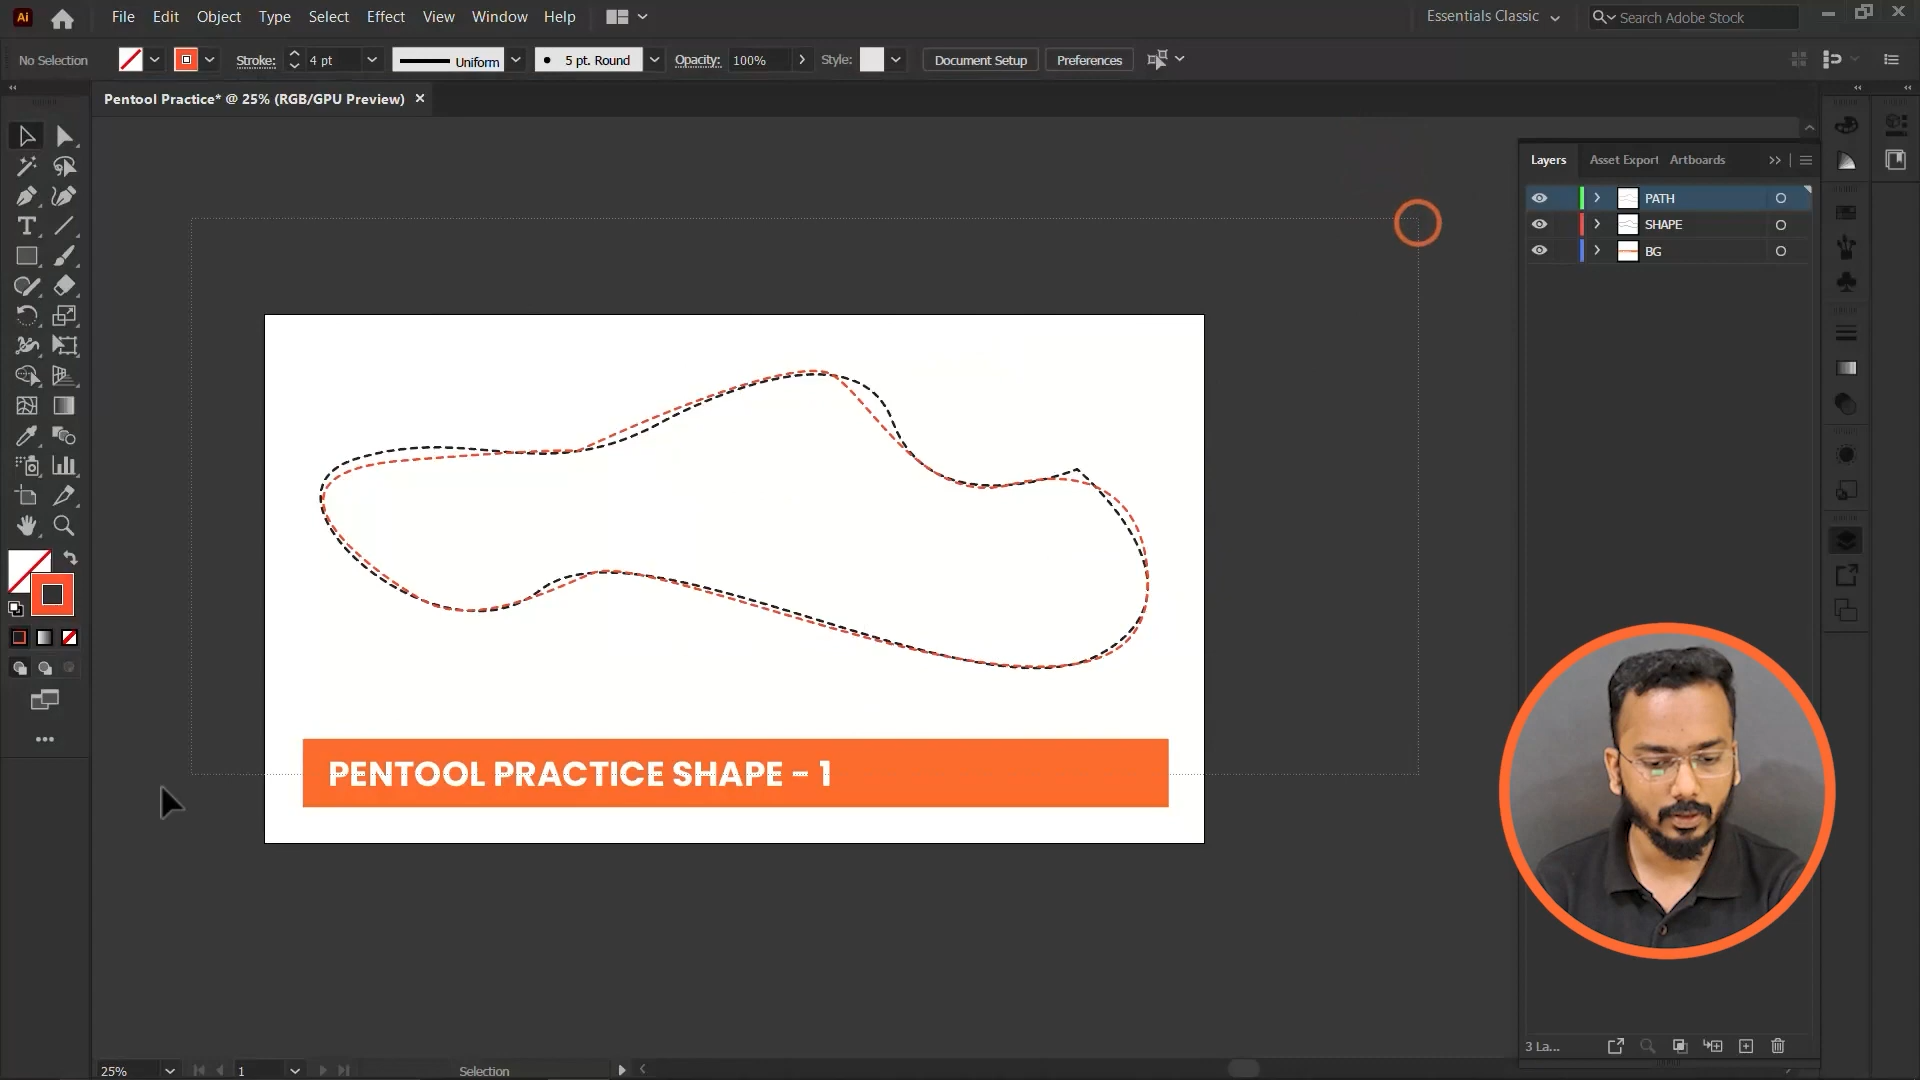 Ai File Edit Object Type Select Effect View Window Help Essentials Classic Search Adobe Stock
No Selection Stroke: 4 pt Uniform 5 pt. Round Opacity: 100% Style: Document Setup Preferences
Pentool Practice* @ 25% (RGB/GPU Preview)
Layers Asset Export Artboards
PATH
SHAPE
BG
PENTOOL PRACTICE SHAPE - 1
3 La...
25% 1 Selection